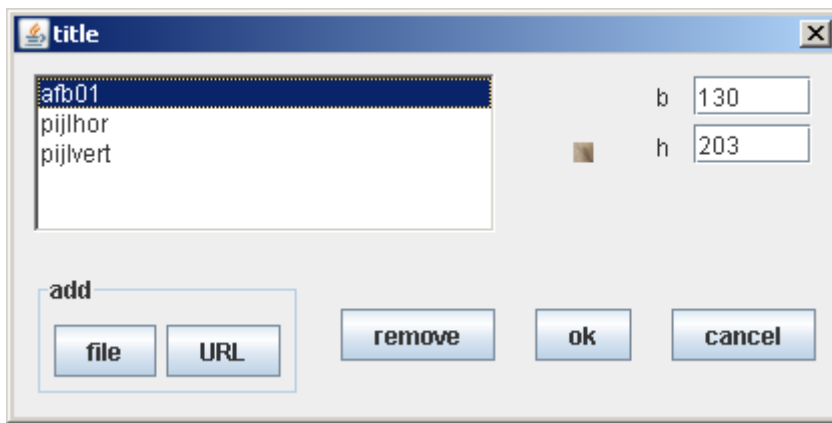 title
afb01
pijlhor
pijlvert
b 130
h 203
add
file URL remove ok cancel